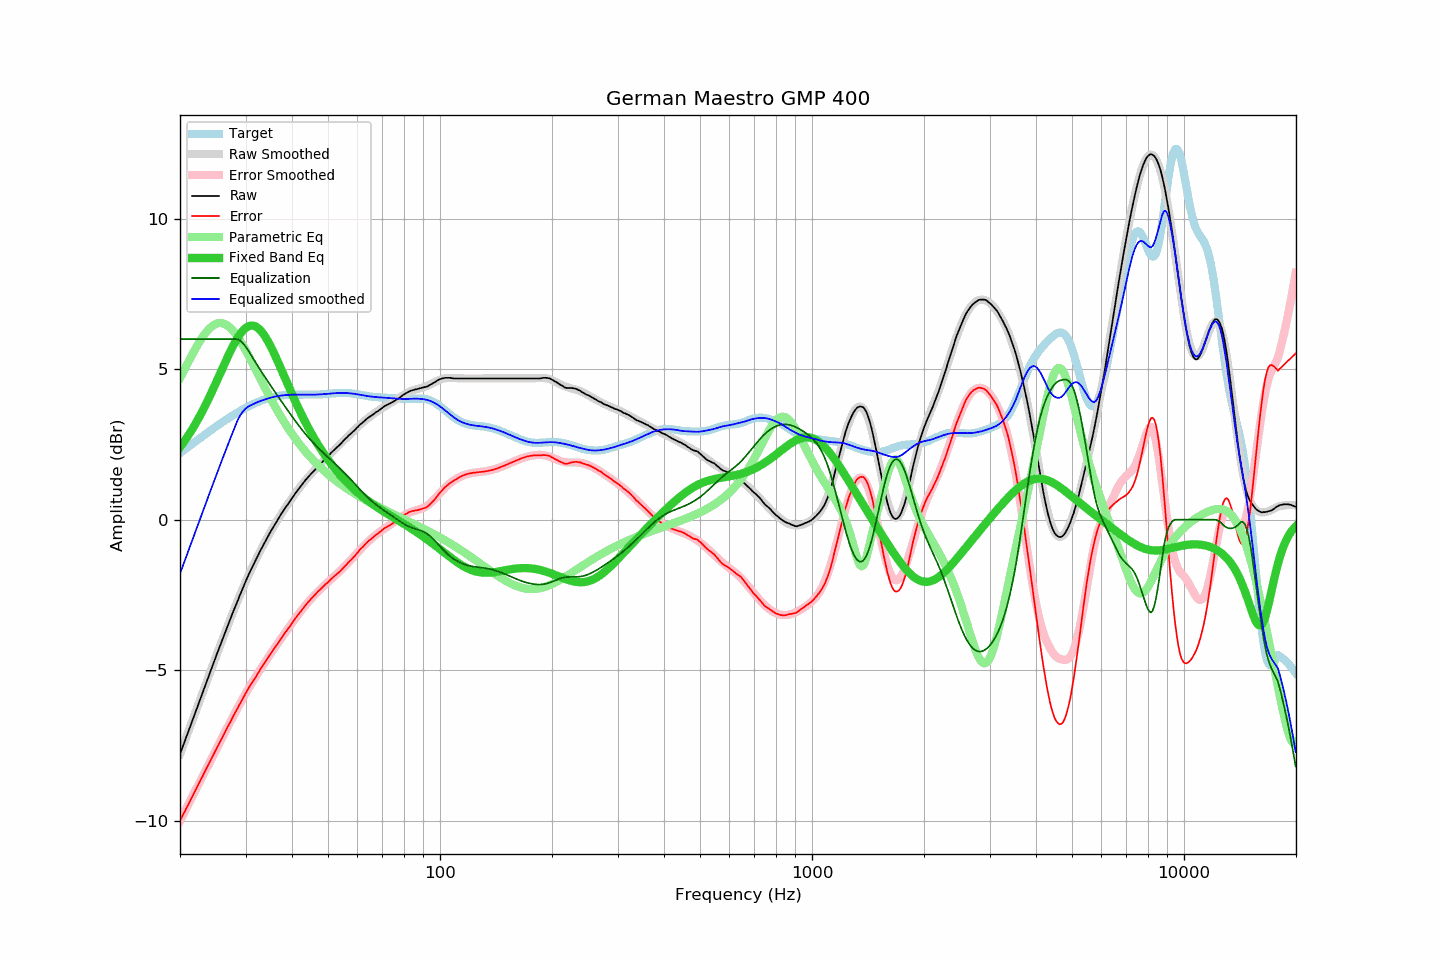 German Maestro GMP 400
Target
Raw Smoothed
Error Smoothed
Raw
Error
Parametric Eq
Fixed Band Eq
Equalization
Equalized smoothed
Amplitude (dBr)
10
5
0
−5
−10
100
1000
10000
Frequency (Hz)